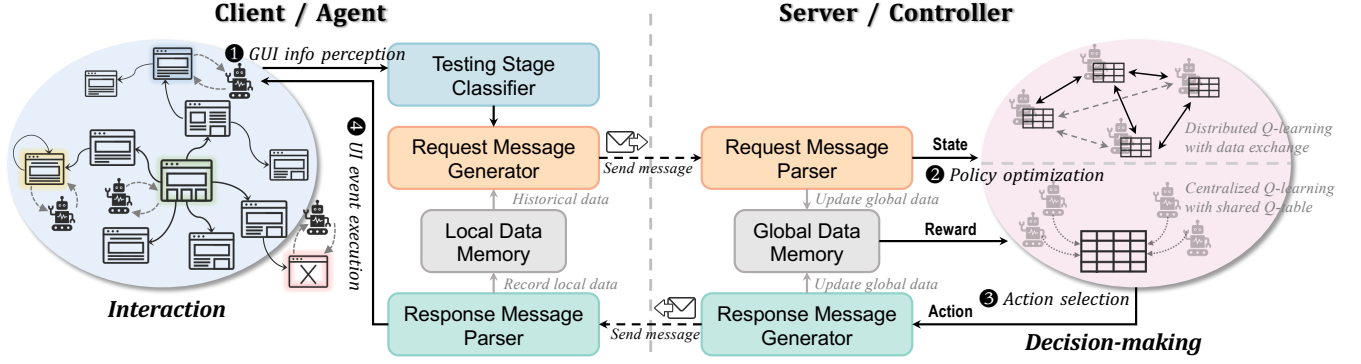 Client / Agent
Server / Controller
❶ GUI info perception
Testing Stage
Classifier
Request Message
Generator
Send message
Request Message
Parser
State
Distributed Q-learning
with data exchange
❷ Policy optimization
Historical data
Update global data
Centralized Q-learning
with shared Q-table
Local Data
Memory
Global Data
Memory
Reward
❹ UI event execution
Record local data
Update global data
Interaction
Response Message
Parser
Send message
Response Message
Generator
Action
❸ Action selection
Decision-making